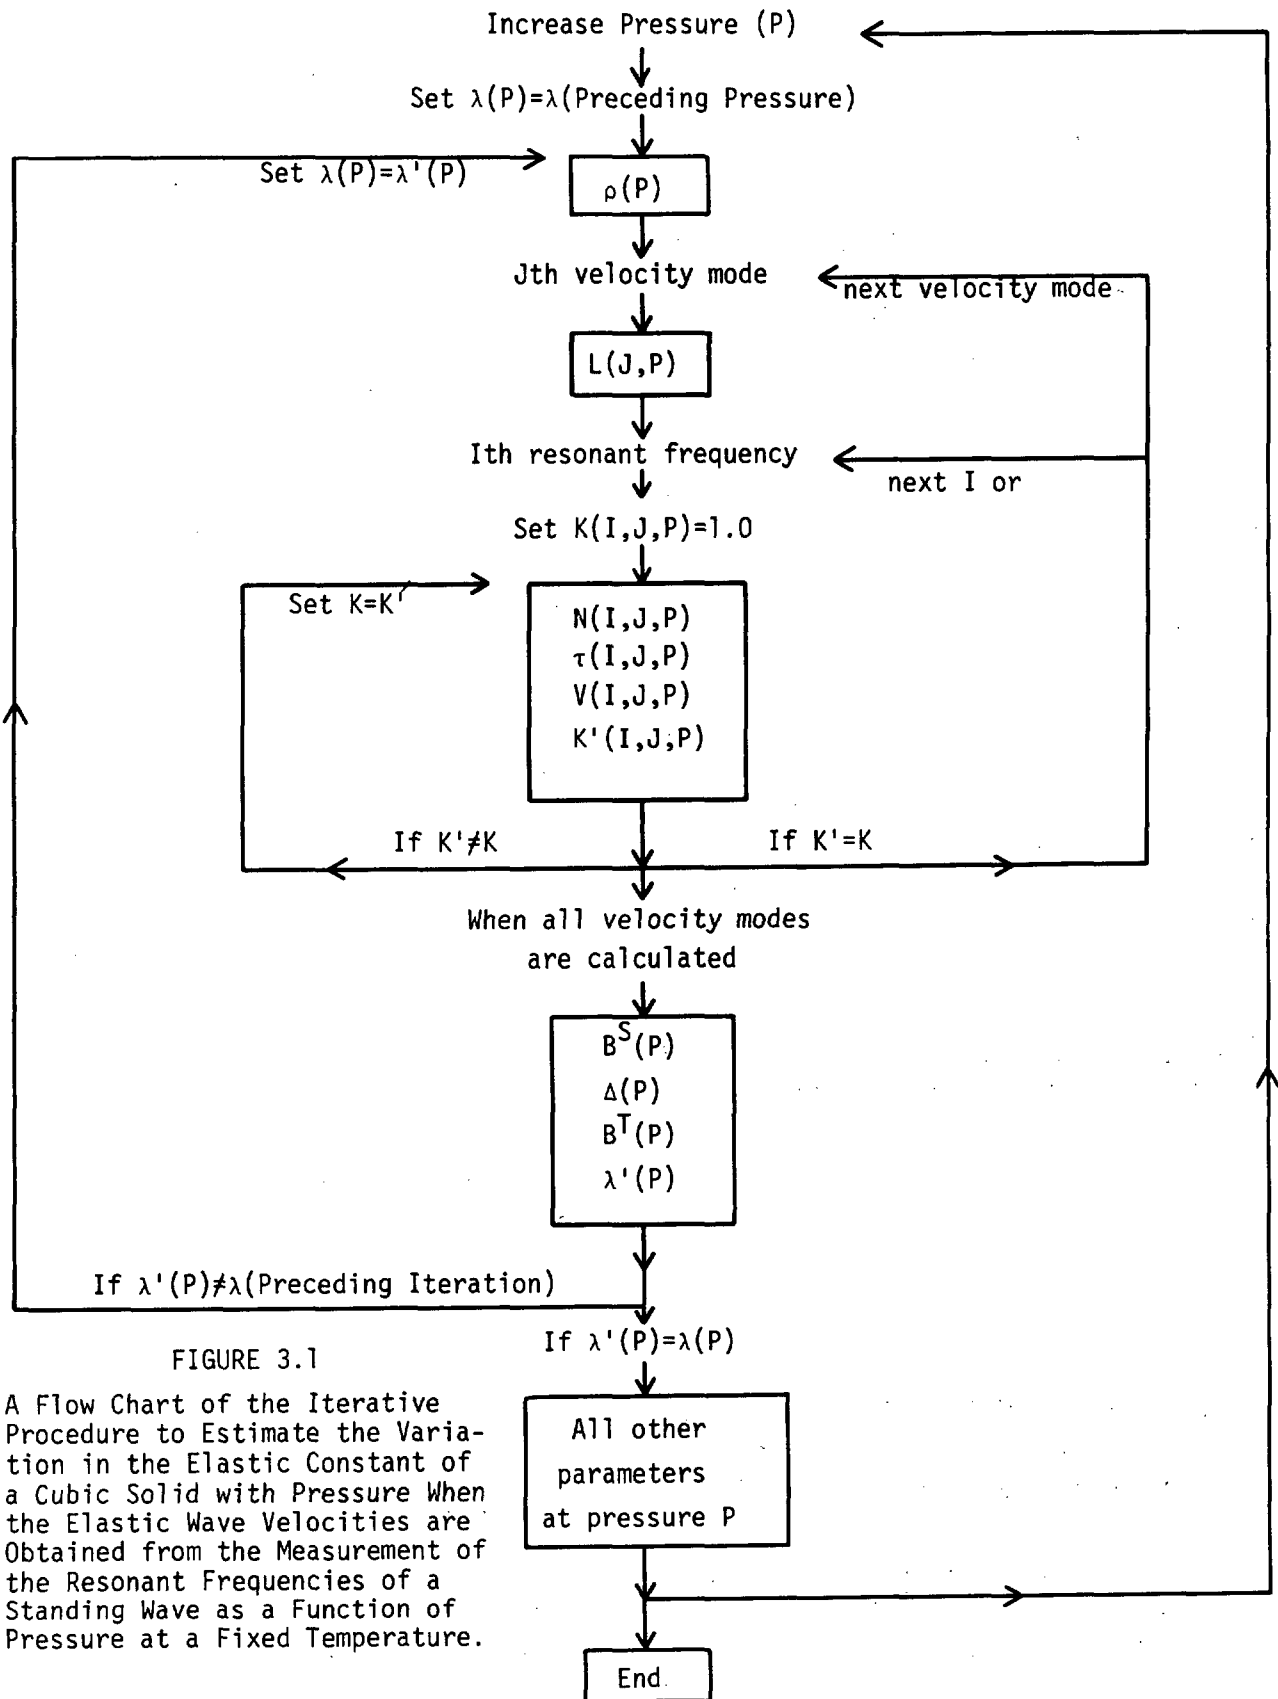 Increase Pressure (P)
Set λ(P)=λ(Preceding Pressure)
Set λ(P)=λ'(P)
ρ(P)
Jth velocity mode
next velocity mode
L(J,P)
Ith resonant frequency
next I or
Set K(I,J,P)=1.0
Set K=K'
N(I,J,P)
τ(I,J,P)
V(I,J,P)
K'(I,J,P)
If K'≠K
If K'=K
When all velocity modes
are calculated
B^S(P)
Δ(P)
B^T(P)
λ'(P)
If λ'(P)≠λ(Preceding Iteration)
If λ'(P)=λ(P)
All other
parameters
at pressure P
End
FIGURE 3.1
A Flow Chart of the Iterative
Procedure to Estimate the Varia-
tion in the Elastic Constant of
a Cubic Solid with Pressure When
the Elastic Wave Velocities are
Obtained from the Measurement of
the Resonant Frequencies of a
Standing Wave as a Function of
Pressure at a Fixed Temperature.